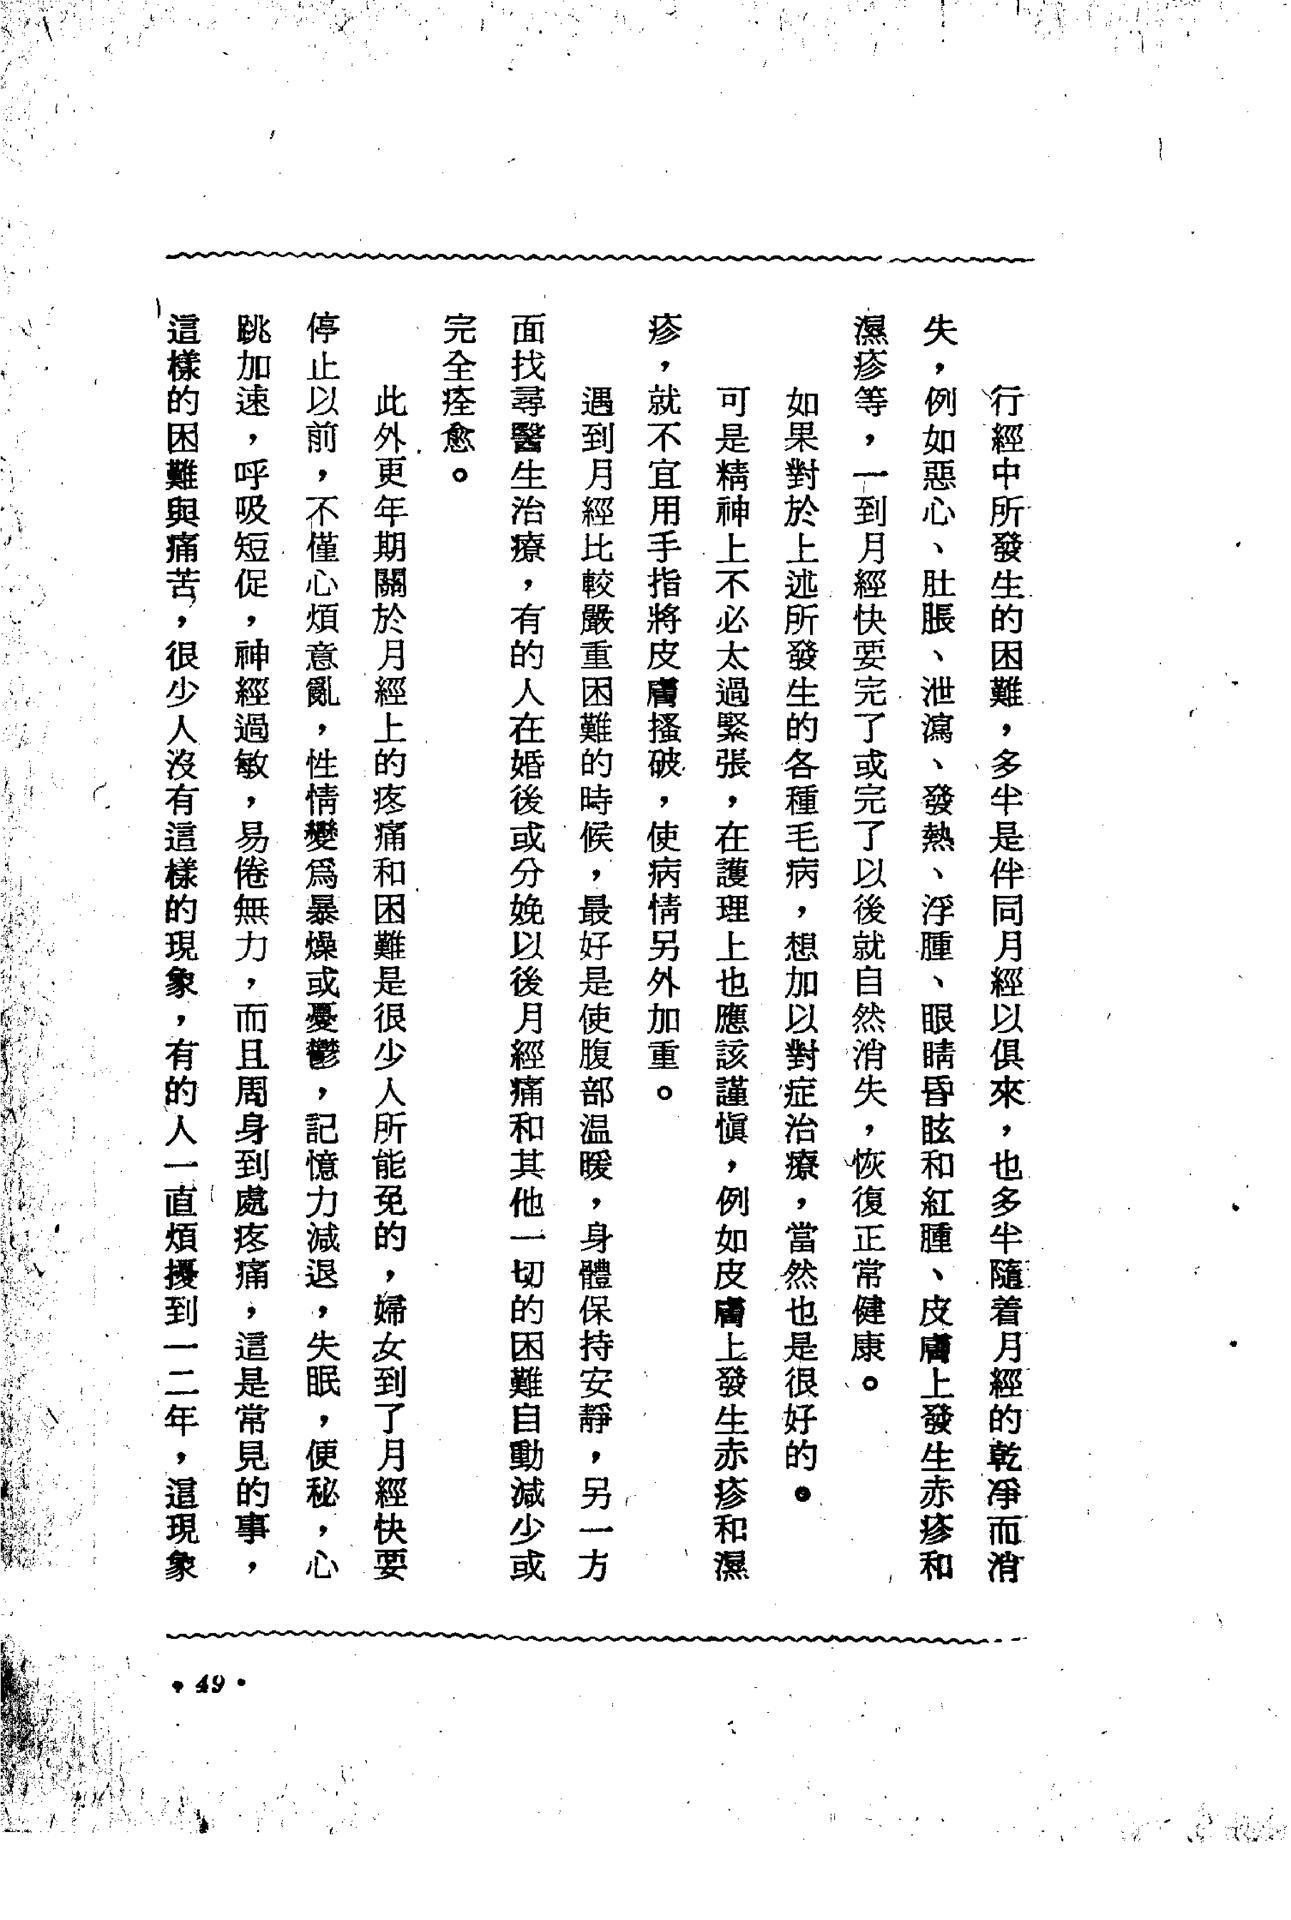 行經中所發生的困難，多半是伴同月經以俱來，也多半隨着月經的乾淨而消
失，例如惡心、肚脹、泄瀉、發熱、浮腫、眼睛昏眩和紅腫、皮膚上發生赤疹和
濕疹等，一到月經快要完了或完了以後就自然消失，恢復正常健康。
如果對於上述所發生的各種毛病，想加以對症治療，當然也是很好的。
可是精神上不必太過緊張，在護理上也應該謹愼，例如皮膚上發生赤疹和濕
疹，就不宜用手指將皮膚搔破，使病情另外加重。
遇到月經比較嚴重困難的時候，最好是使腹部温暖，身體保持安靜，另一方
面找尋醫生治療，有的人在婚後或分娩以後月經痛和其他一切的困難自動減少或
完全痊愈。
此外更年期關於月經上的疼痛和困難是很少人所能免的，婦女到了月經快要
停止以前，不僅心煩意亂，性情變爲暴燥或憂鬱，記憶力減退，失眠，便秘，心
跳加速，呼吸短促，神經過敏，易倦無力，而且周身到處疼痛，這是常見的事，
這樣的困難與痛苦，很少人沒有這樣的現象，有的人一直煩擾到一二年，這現象
•49•